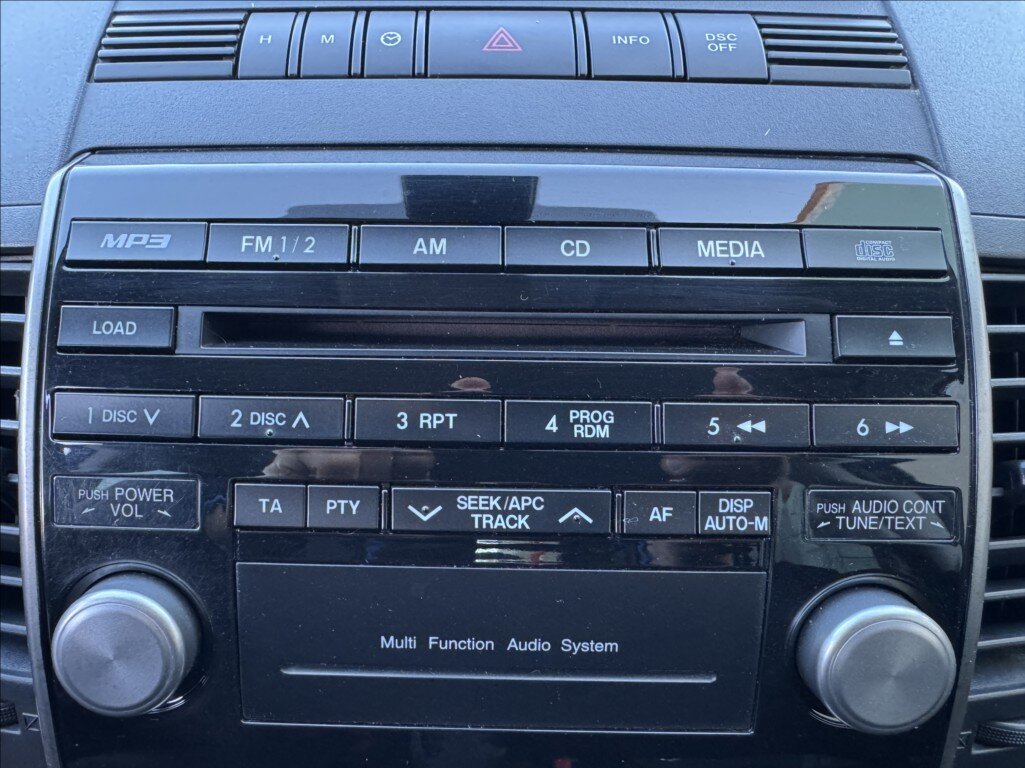 H M INFO DSC
OFF
MP3 FM 1/2 AM CD MEDIA COMPACT
disc
DIGITAL AUDIO
LOAD
1 DISC 2 DISC 3 RPT 4 PROG
RDM 5 6
PUSH POWER
VOL
TA PTY SEEK/APC
TRACK AF DISP
AUTO-M
PUSH AUDIO CONT
TUNE/TEXT
Multi Function Audio System